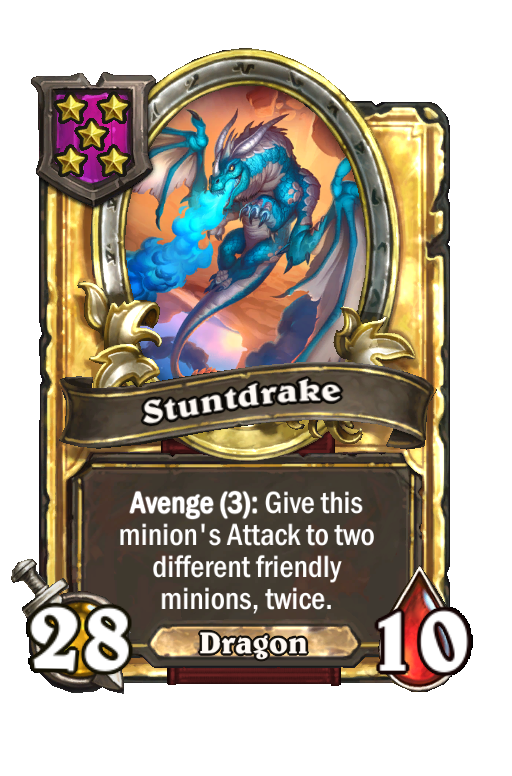 Stuntdrake
Avenge (3): Give this
minion's Attack to two
different friendly
minions, twice.
28
Dragon
10